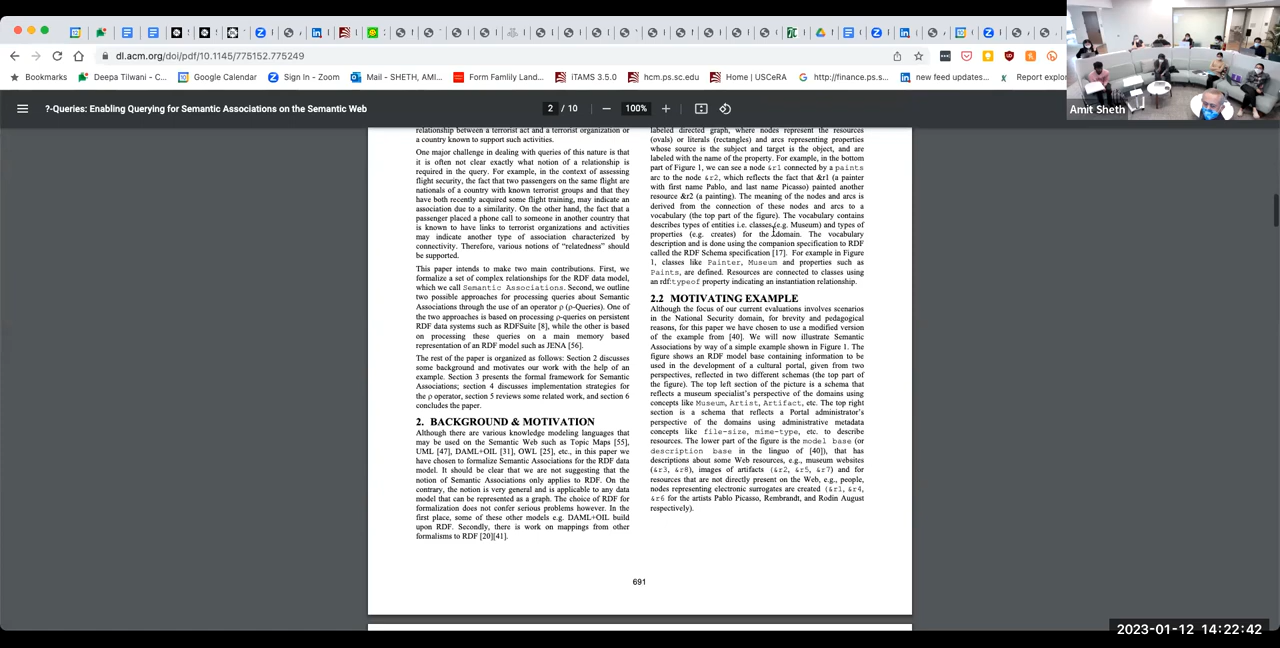 dl.acm.org/doi/pdf/10.1145/775152.775249
Bookmarks
Deepa Tilwani - C...
Google Calendar
Sign In - Zoom
Mail - SHETH, AMI...
Form Famliy Land...
iTAMS 3.5.0
hcm.ps.sc.edu
Home | USCeRA
http://finance.ps.s...
new feed updates...
Report explor
Amit Sheth
?-Queries: Enabling Querying for Semantic Associations on the Semantic Web
2 / 10
100%
relationship between a terrorist act and a terrorist organization or
a country known to support such activities.
One major challenge in dealing with queries of this nature is that
it is often not clear exactly what notion of a relationship is
required in the query. For example, in the context of assessing
flight security, the fact that two passengers on the same flight are
nationals of a country with known terrorist groups and that they
have both recently acquired some flight training, may indicate an
association due to a similarity. On the other hand, the fact that a
passenger placed a phone call to someone in another country that
is known to have links to terrorist organizations and activities
may indicate another type of association characterized by
connectivity. Therefore, various notions of "relatedness" should
be supported.
This paper intends to make two main contributions. First, we
formalize a set of complex relationships for the RDF data model,
which we call Semantic Associations. Second, we outline
two possible approaches for processing queries about Semantic
Associations through the use of an operator ρ (ρ-Queries). One of
the two approaches is based on processing ρ-queries on persistent
RDF data systems such as RDFSuite [8], while the other is based
on processing these queries on a main memory based
representation of an RDF model such as JENA [56].
The rest of the paper is organized as follows: Section 2 discusses
some background and motivates our work with the help of an
example. Section 3 presents the formal framework for Semantic
Associations; section 4 discusses implementation strategies for
the ρ operator, section 5 reviews some related work, and section 6
concludes the paper.
2. BACKGROUND & MOTIVATION
Although there are various knowledge modeling languages that
may be used on the Semantic Web such as Topic Maps [55],
UML [47], DAML+OIL [31], OWL [25], etc., in this paper we
have chosen to formalize Semantic Associations for the RDF data
model. It should be clear that we are not suggesting that the
notion of Semantic Associations only applies to RDF. On the
contrary, the notion is very general and is applicable to any data
model that can be represented as a graph. The choice of RDF for
formalization does not confer serious problems however. In the
first place, some of these other models e.g. DAML+OIL build
upon RDF. Secondly, there is work on mappings from other
formalisms to RDF [20][41].
labeled directed graph, where nodes represent the resources
(ovals) or literals (rectangles) and arcs representing properties
whose source is the subject and target is the object, and are
labeled with the name of the property. For example, in the bottom
part of Figure 1, we can see a node &r1 connected by a paints
arc to the node &r2, which reflects the fact that &r1 (a painter
with first name Pablo, and last name Picasso) painted another
resource &r2 (a painting). The meaning of the nodes and arcs is
derived from the connection of these nodes and arcs to a
vocabulary (the top part of the figure). The vocabulary contains
describes types of entities i.e. classes (e.g. Museum) and types of
properties (e.g. creates) for the domain. The vocabulary
description and is done using the companion specification to RDF
called the RDF Schema specification [17]. For example in Figure
1, classes like Painter, Museum and properties such as
Paints, are defined. Resources are connected to classes using
an rdf:typeof property indicating an instantiation relationship.
2.2 MOTIVATING EXAMPLE
Although the focus of our current evaluations involves scenarios
in the National Security domain, for brevity and pedagogical
reasons, for this paper we have chosen to use a modified version
of the example from [40]. We will now illustrate Semantic
Associations by way of a simple example shown in Figure 1. The
figure shows an RDF model base containing information to be
used in the development of a cultural portal, given from two
perspectives, reflected in two different schemas (the top part of
the figure). The top left section of the picture is a schema that
reflects a museum specialist's perspective of the domains using
concepts like Museum, Artist, Artifact, etc. The top right
section is a schema that reflects a Portal administrator's
perspective of the domains using administrative metadata
concepts like file-size, mime-type, etc. to describe
resources. The lower part of the figure is the model base (or
description base in the linguo of [40]), that has
descriptions about some Web resources, e.g., museum websites
(&r3, &r8), images of artifacts (&r2, &r5, &r7) and for
resources that are not directly present on the Web, e.g., people,
nodes representing electronic surrogates are created (&r1, &r4,
&r6 for the artists Pablo Picasso, Rembrandt, and Rodin August
respectively).
691
2023-01-12 14:22:42